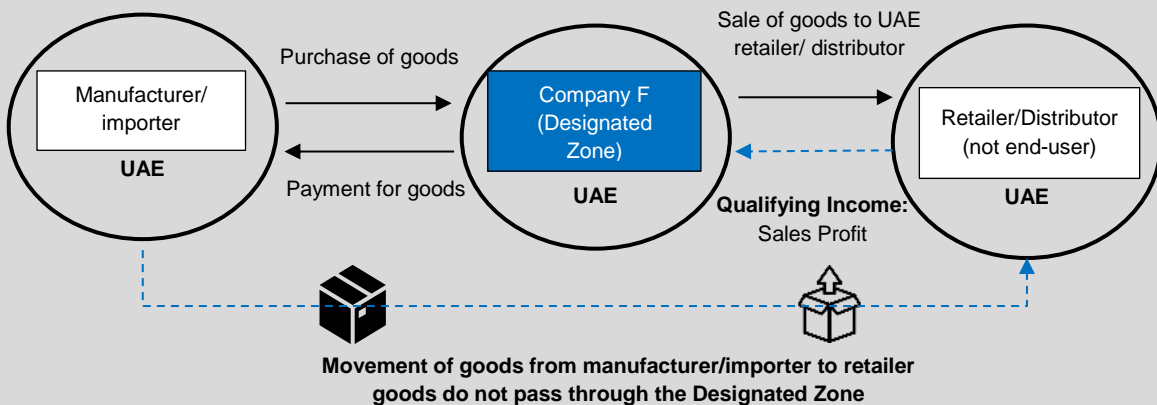 Manufacturer/
importer
UAE
Purchase of goods
Payment for goods
Company F
(Designated
Zone)
UAE
Sale of goods to UAE
retailer/ distributor
Qualifying Income:
Sales Profit
Retailer/Distributor
(not end-user)
UAE
Movement of goods from manufacturer/importer to retailer
goods do not pass through the Designated Zone